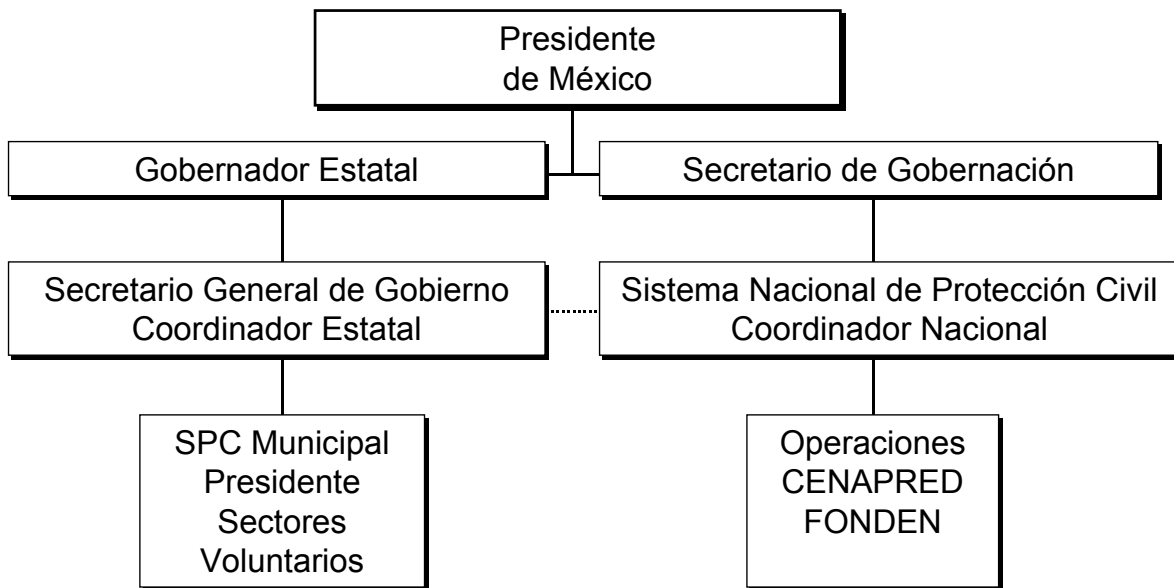 Presidente
de México
Gobernador Estatal
Secretario de Gobernación
Secretario General de Gobierno
Coordinador Estatal
Sistema Nacional de Protección Civil
Coordinador Nacional
SPC Municipal
Presidente
Sectores
Voluntarios
Operaciones
CENAPRED
FONDEN